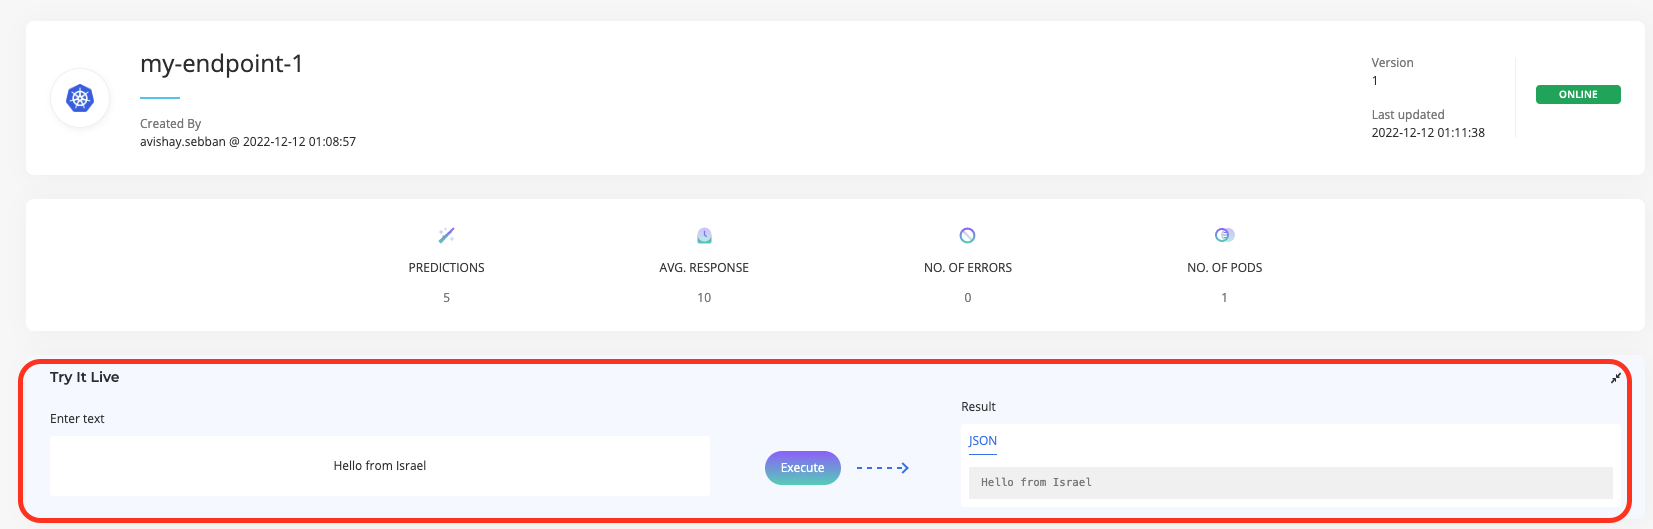 my-endpoint-1
Created By
avishay.sebban @ 2022-12-12 01:08:57
Version
1
Last updated
2022-12-12 01:11:38
ONLINE
PREDICTIONS
5
AVG. RESPONSE
10
NO. OF ERRORS
0
NO. OF PODS
1
Try It Live
Enter text
Hello from Israel
Execute
Result
JSON
Hello from Israel